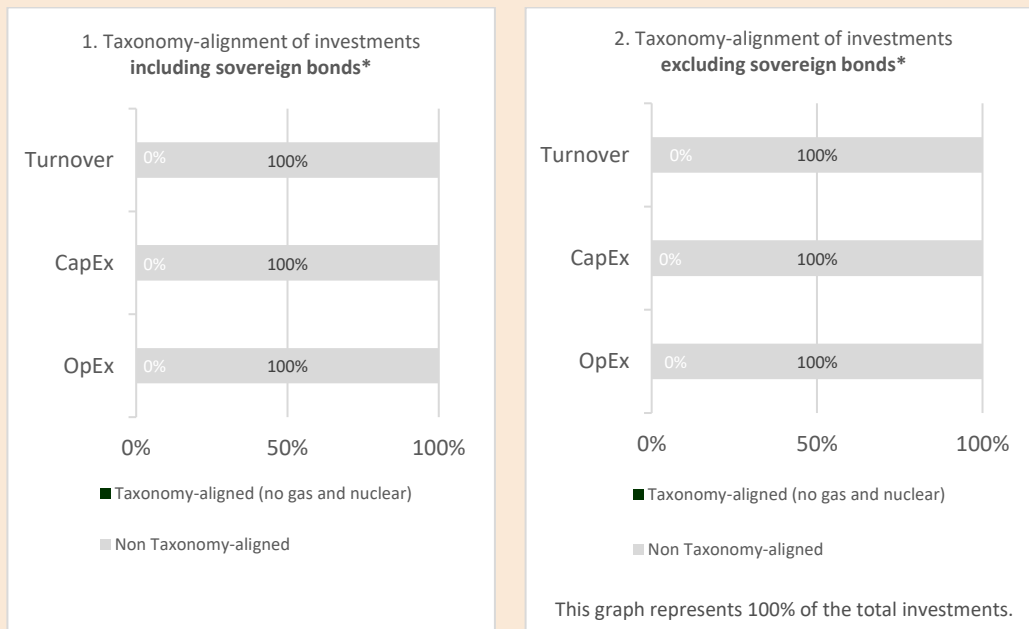 1. Taxonomy-alignment of investments
including sovereign bonds*
Turnover
0%
100%
CapEx
0%
100%
OpEx
0%
100%
0%
50%
100%
Taxonomy-aligned (no gas and nuclear)
Non Taxonomy-aligned
2. Taxonomy-alignment of investments
excluding sovereign bonds*
Turnover
0%
100%
CapEx
0%
100%
OpEx
0%
100%
0%
50%
100%
Taxonomy-aligned (no gas and nuclear)
Non Taxonomy-aligned
This graph represents 100% of the total investments.